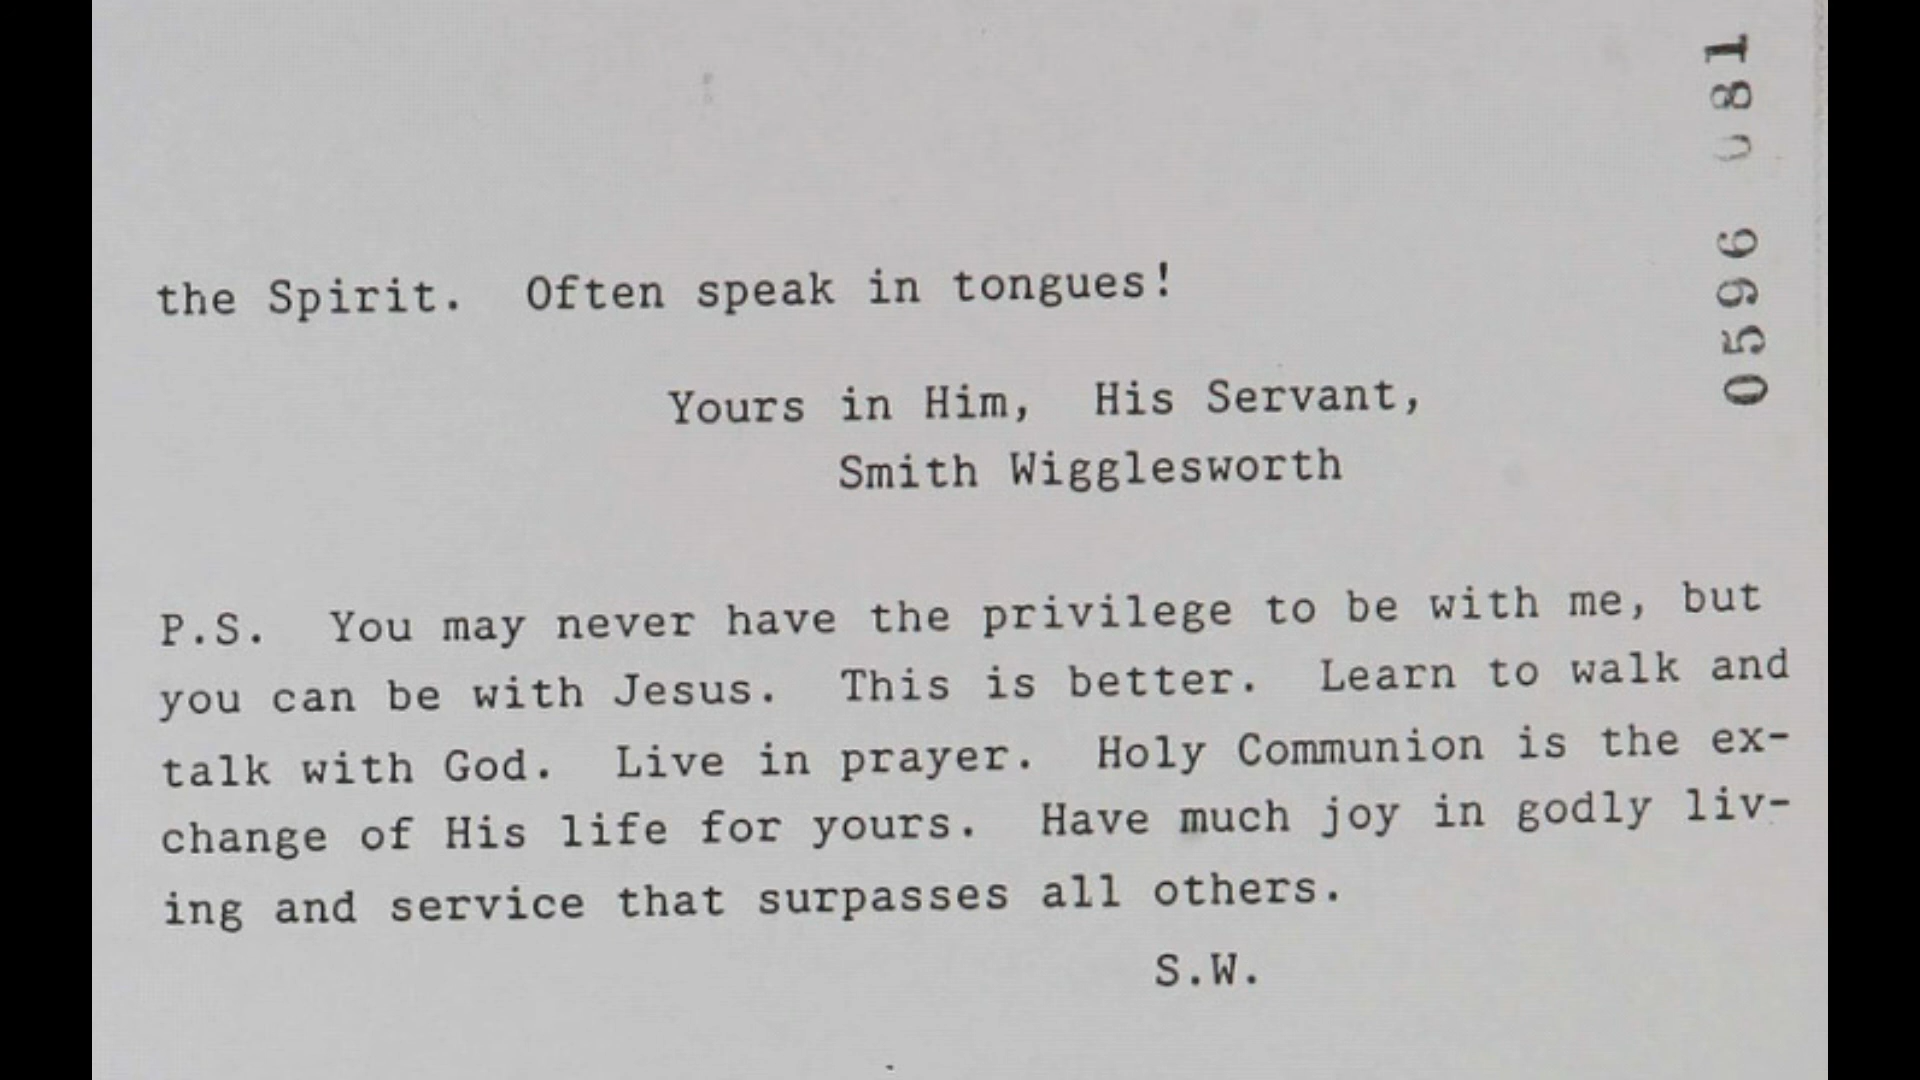 the Spirit. Often speak in tongues!
Yours in Him, His Servant,
Smith Wigglesworth
P.S. You may never have the privilege to be with me, but
you can be with Jesus. This is better. Learn to walk and
talk with God. Live in prayer. Holy Communion is the ex-
change of His life for yours. Have much joy in godly liv-
ing and service that surpasses all others.
S.W.
0596 081